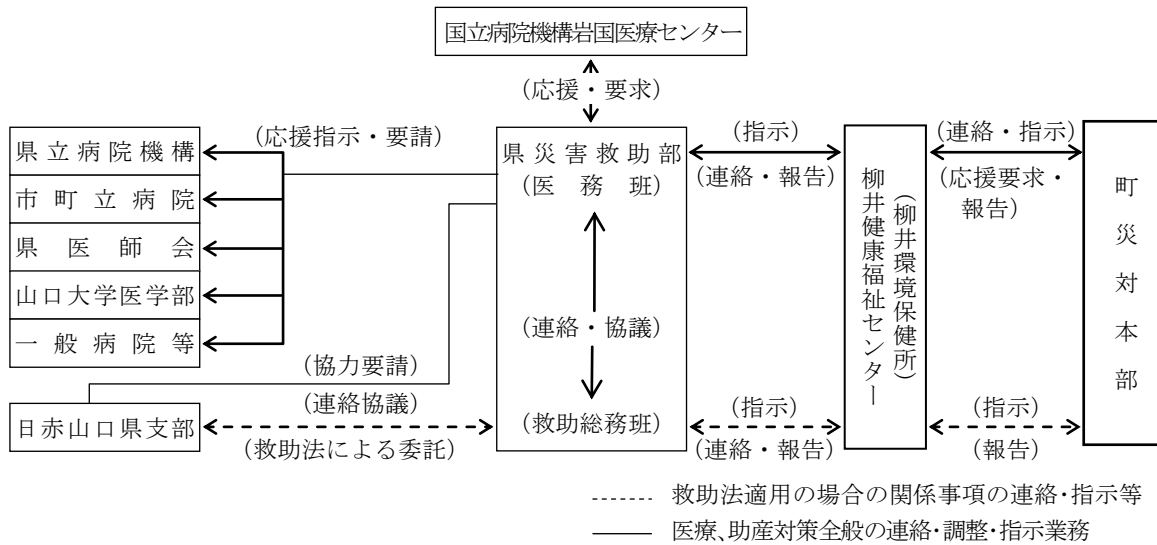 国立病院機構岩国医療センター
(応援・要求)
(応援指示・要請)
県立病院機構
市町立病院
県医師会
山口大学医学部
一般病院等
(協力要請)
(連絡協議)
日赤山口県支部
(救助法による委託)
県災害救助部
(医務班)
(連絡・協議)
(救助総務班)
(指示)
(連絡・報告)
(指示)
(連絡・報告)
(柳井環境保健所)
柳井健康福祉センター
(連絡・指示)
(応援要求・
報告)
(指示)
(報告)
町災対本部
救助法適用の場合の関係事項の連絡・指示等
医療、助産対策全般の連絡・調整・指示業務